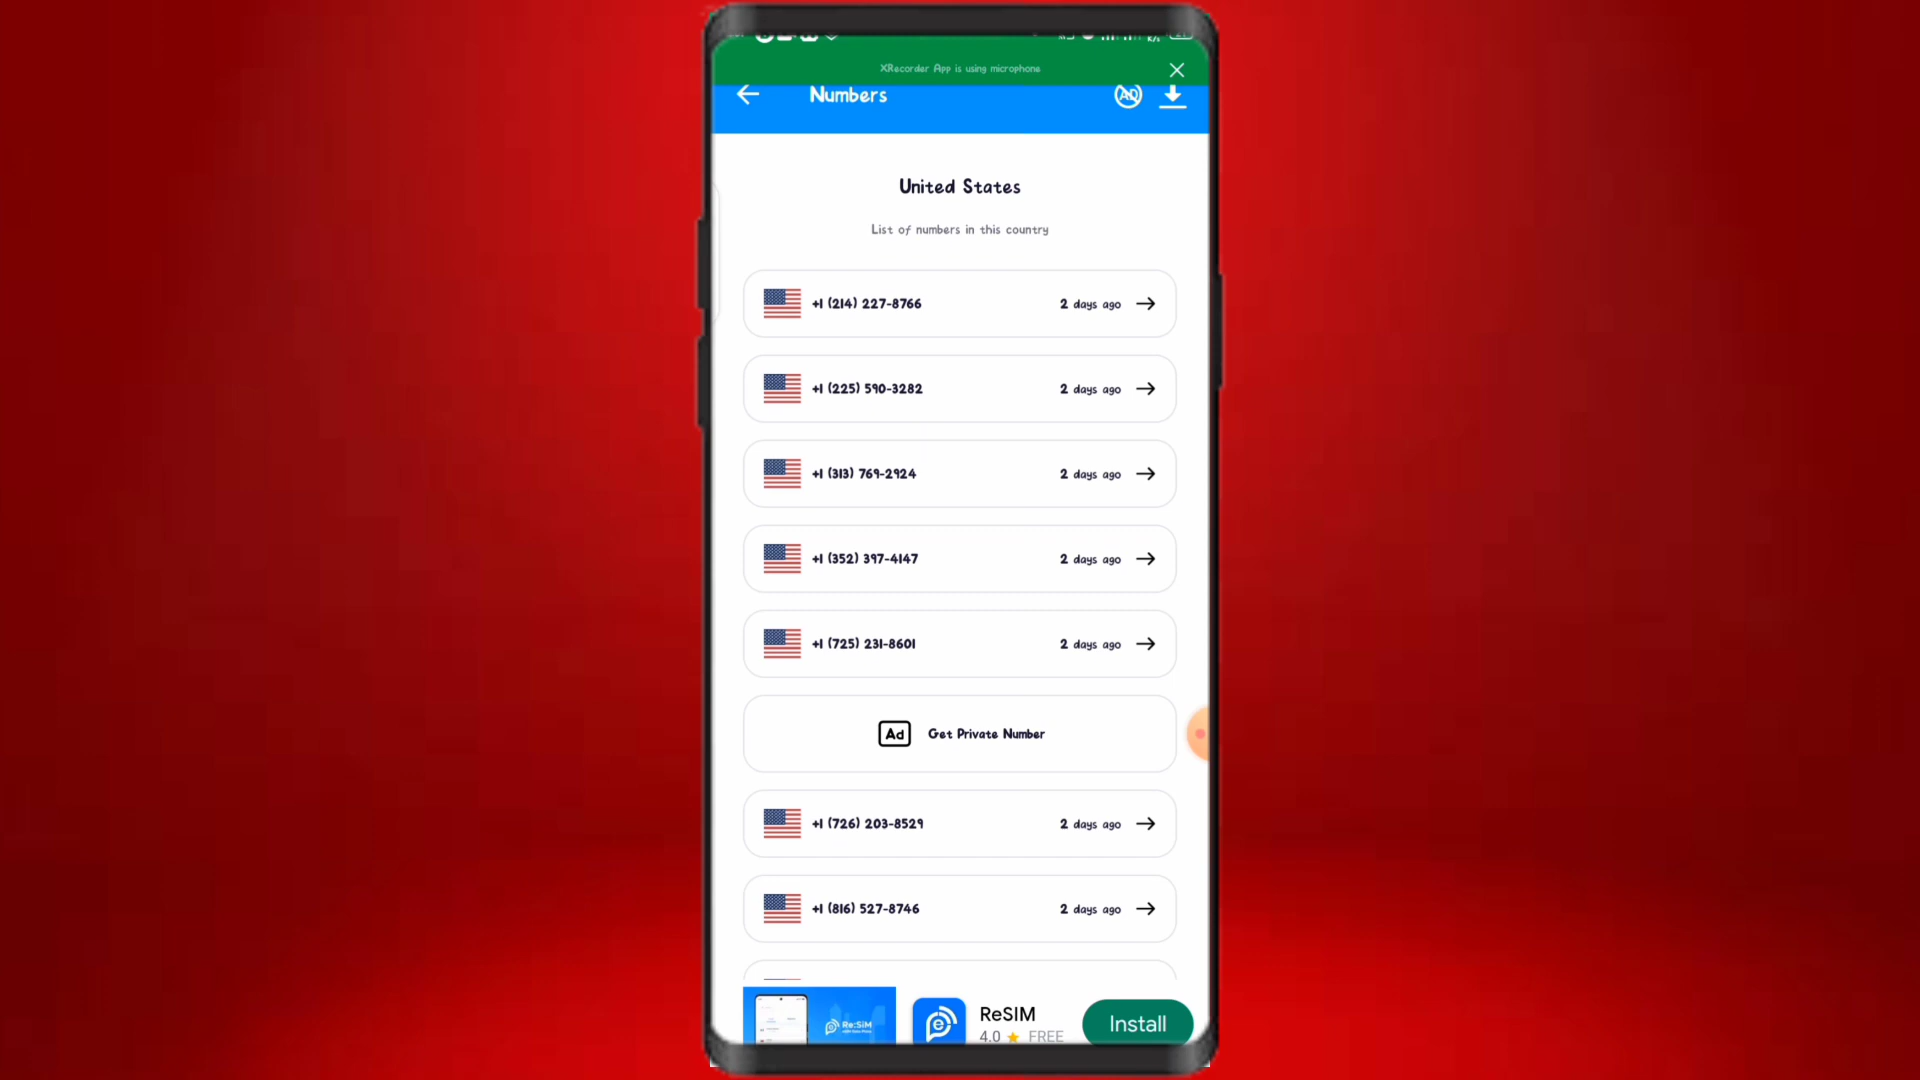 XRecorder App is using microphone
Numbers
AD
United States
List of numbers in this country
+1 (214) 227-8766 2 days ago
+1 (225) 590-3282 2 days ago
+1 (313) 769-2924 2 days ago
+1 (352) 397-4147 2 days ago
+1 (725) 231-8601 2 days ago
Ad Get Private Number
+1 (726) 203-8529 2 days ago
+1 (816) 527-8746 2 days ago
Re:SiM
ReSIM
4.0 ★ FREE
Install